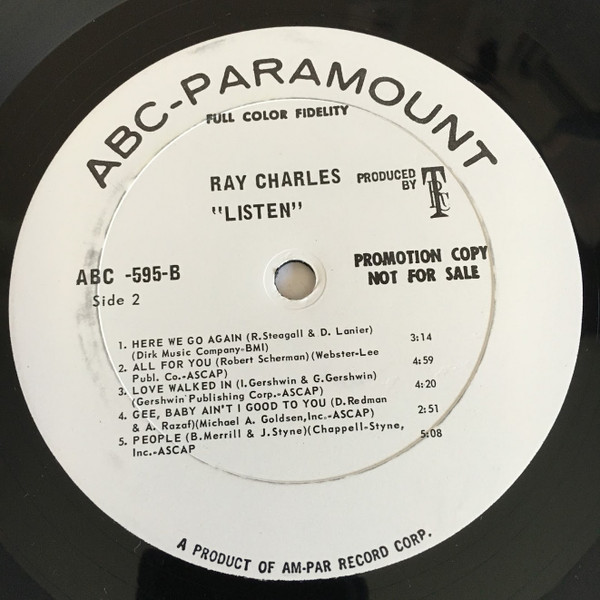 ABC-PARAMOUNT
FULL COLOR FIDELITY
RAY CHARLES
"LISTEN"
PRODUCED
BY
TRC
ABC -595-B
Side 2
PROMOTION COPY
NOT FOR SALE
1. HERE WE GO AGAIN (R.Steagall & D. Lanier) 3:14
(Dirk Music Company-BMI)
2. ALL FOR YOU (Robert Scherman)(Webster-Lee 4:59
Publ. Co.-ASCAP)
3. LOVE WALKED IN (I.Gershwin & G.Gershwin) 4:20
(Gershwin Publishing Corp.-ASCAP)
4. GEE, BABY AIN'T I GOOD TO YOU (D.Redman 2:51
& A. Razaf)(Michael A. Goldsen,Inc.-ASCAP)
5. PEOPLE (B.Merrill & J.Styne)(Chappell-Styne, 5:08
Inc.-ASCAP
A PRODUCT OF AM-PAR RECORD CORP.